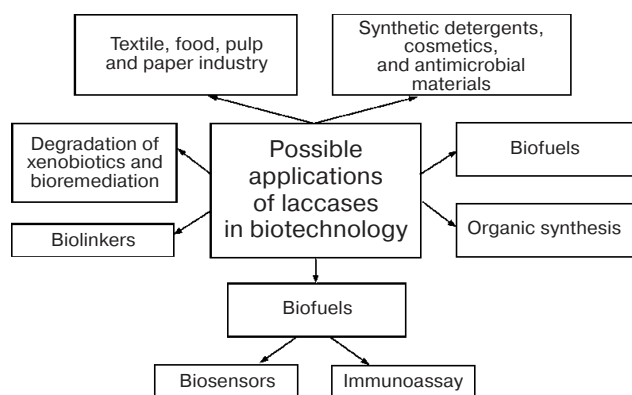 Textile, food, pulp
and paper industry
Synthetic detergents,
cosmetics,
and antimicrobial
materials
Degradation of
xenobiotics and
bioremediation
Possible
applications
of laccases
in biotechnology
Biofuels
Biolinkers
Organic synthesis
Biofuels
Biosensors
Immunoassay